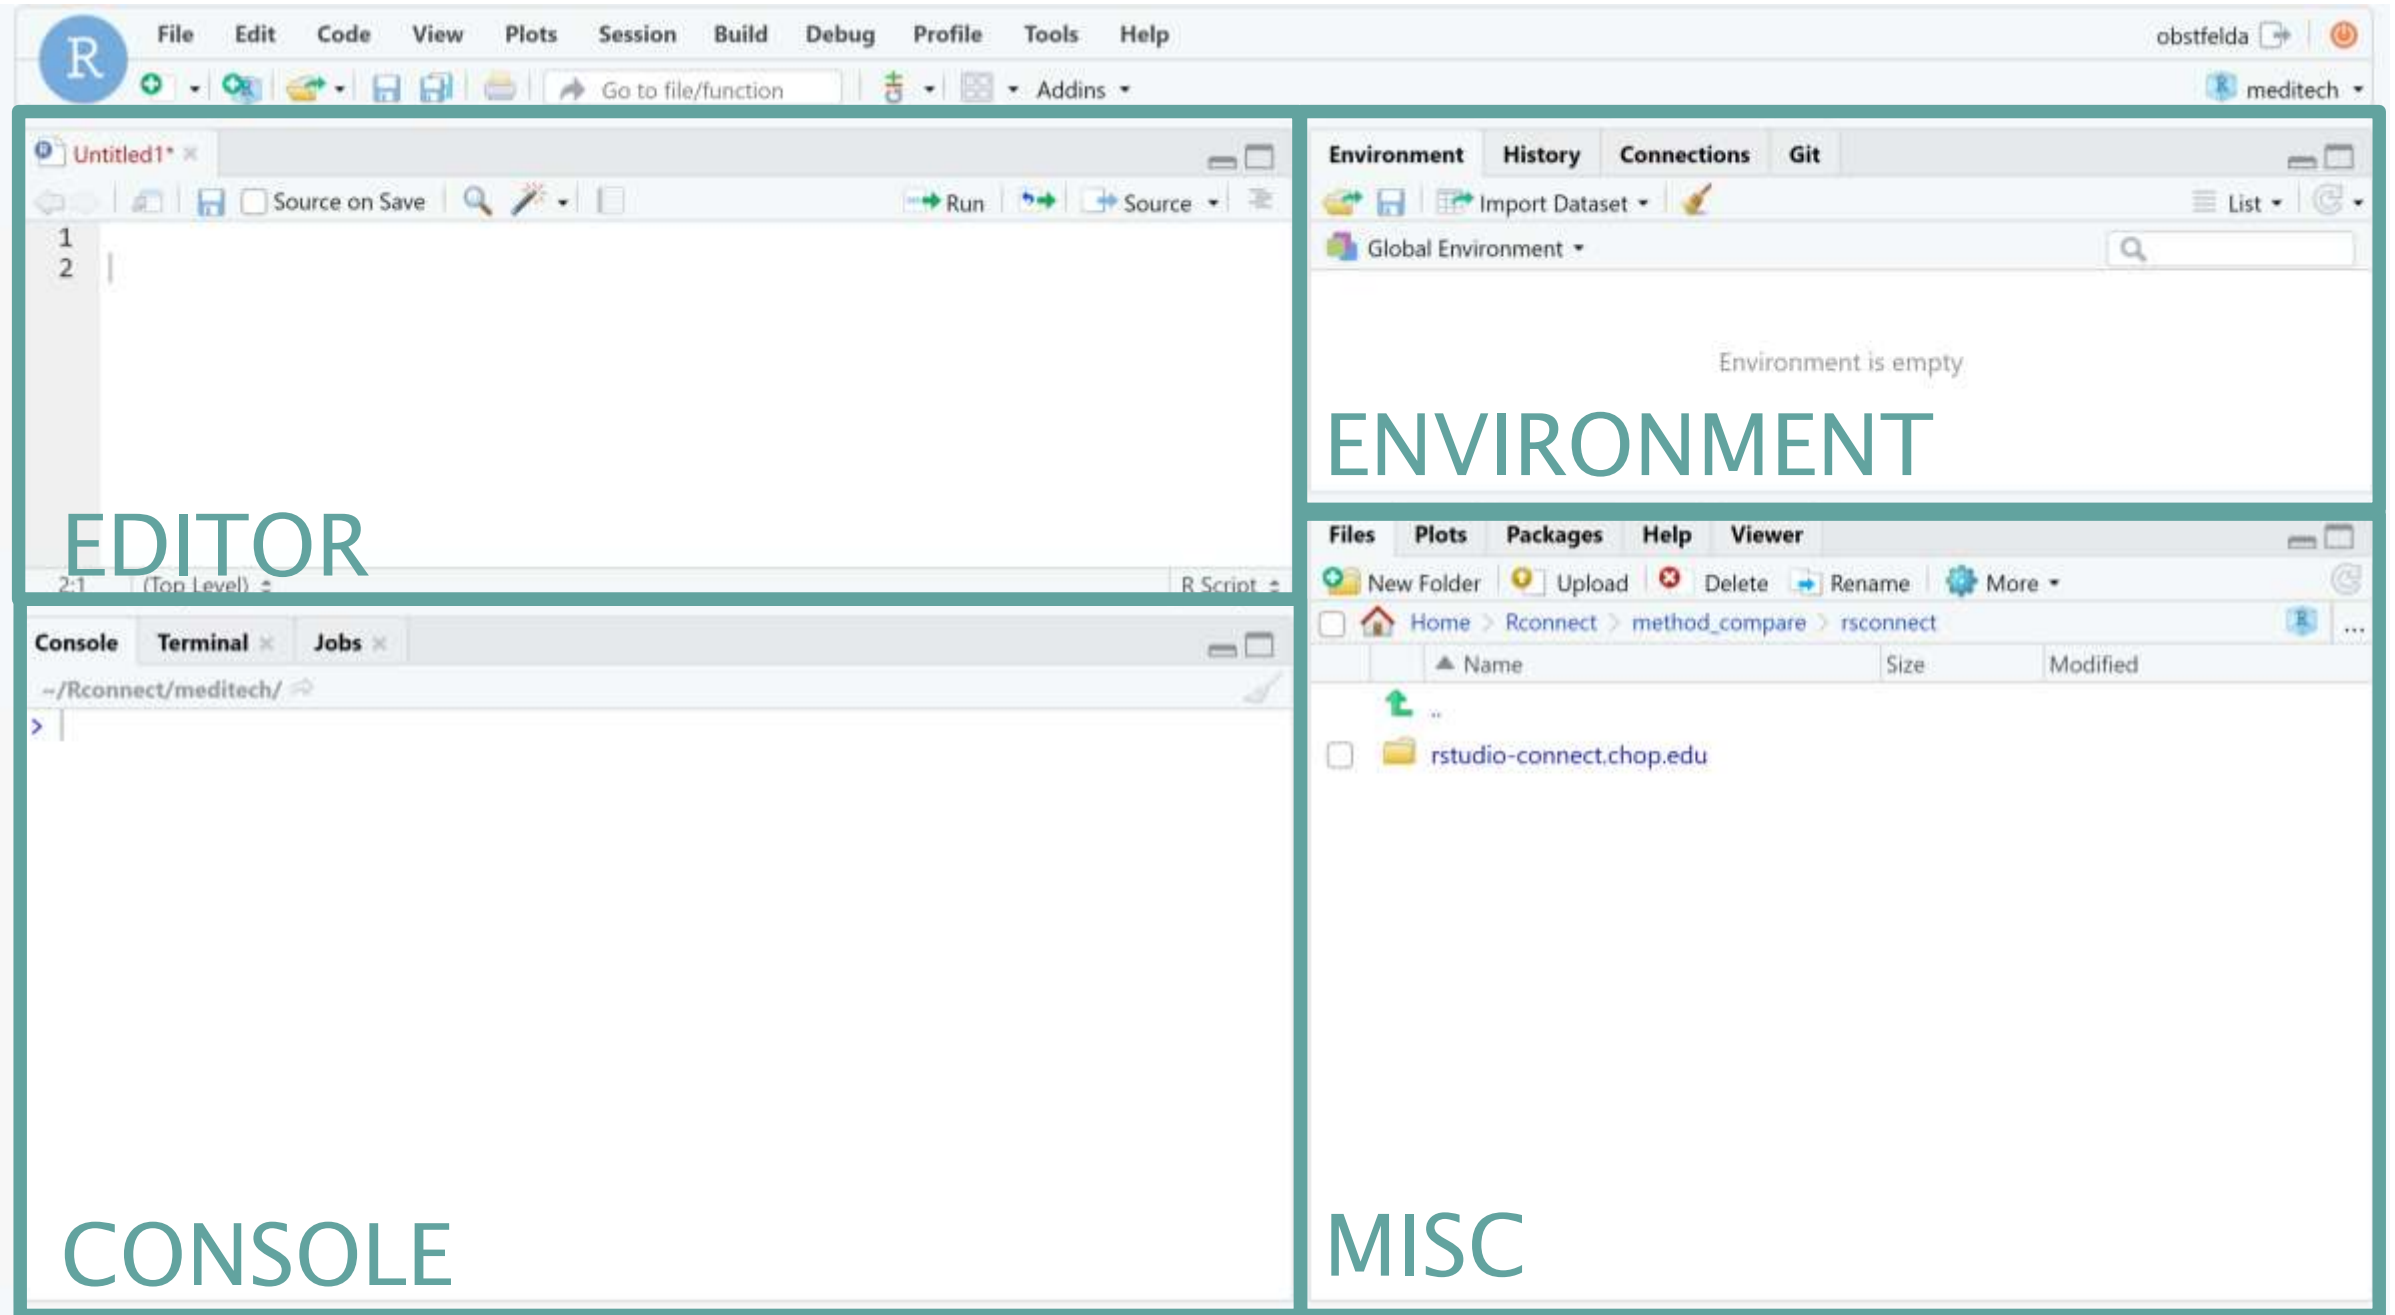 R
File Edit Code View Plots Session Build Debug Profile Tools Help
obstfelda
Go to file/function
Addins
meditech
Untitled1*
Source on Save
Run
Source
1
2
EDITOR
2:1 (Top Level)
R Script
Environment History Connections Git
Import Dataset
List
Global Environment
Environment is empty
ENVIRONMENT
Console Terminal Jobs
~/Rconnect/meditech/
>
CONSOLE
Files Plots Packages Help Viewer
New Folder Upload Delete Rename More
Home > Rconnect > method_compare > rsconnect
...
Name Size Modified
..
rstudio-connect.chop.edu
MISC